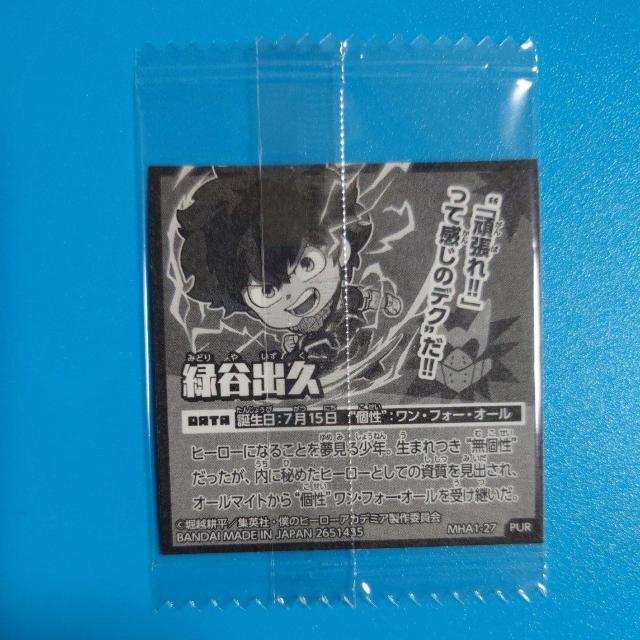 “「頑張れ!!」
って感じのデク”だ!!
みどり や いず く
緑谷出久
DATA 誕生日:7月15日 “個性”:ワン・フォー・オール
ヒーローになることを夢見る少年。生まれつき“無個性”
だったが、内に秘めたヒーローとしての資質を見出され、
オールマイトから“個性”ワン・フォー・オールを受け継いだ。
©堀越耕平/集英社・僕のヒーローアカデミア製作委員会
BANDAI MADE IN JAPAN 2651435
MHA1-27 PUR